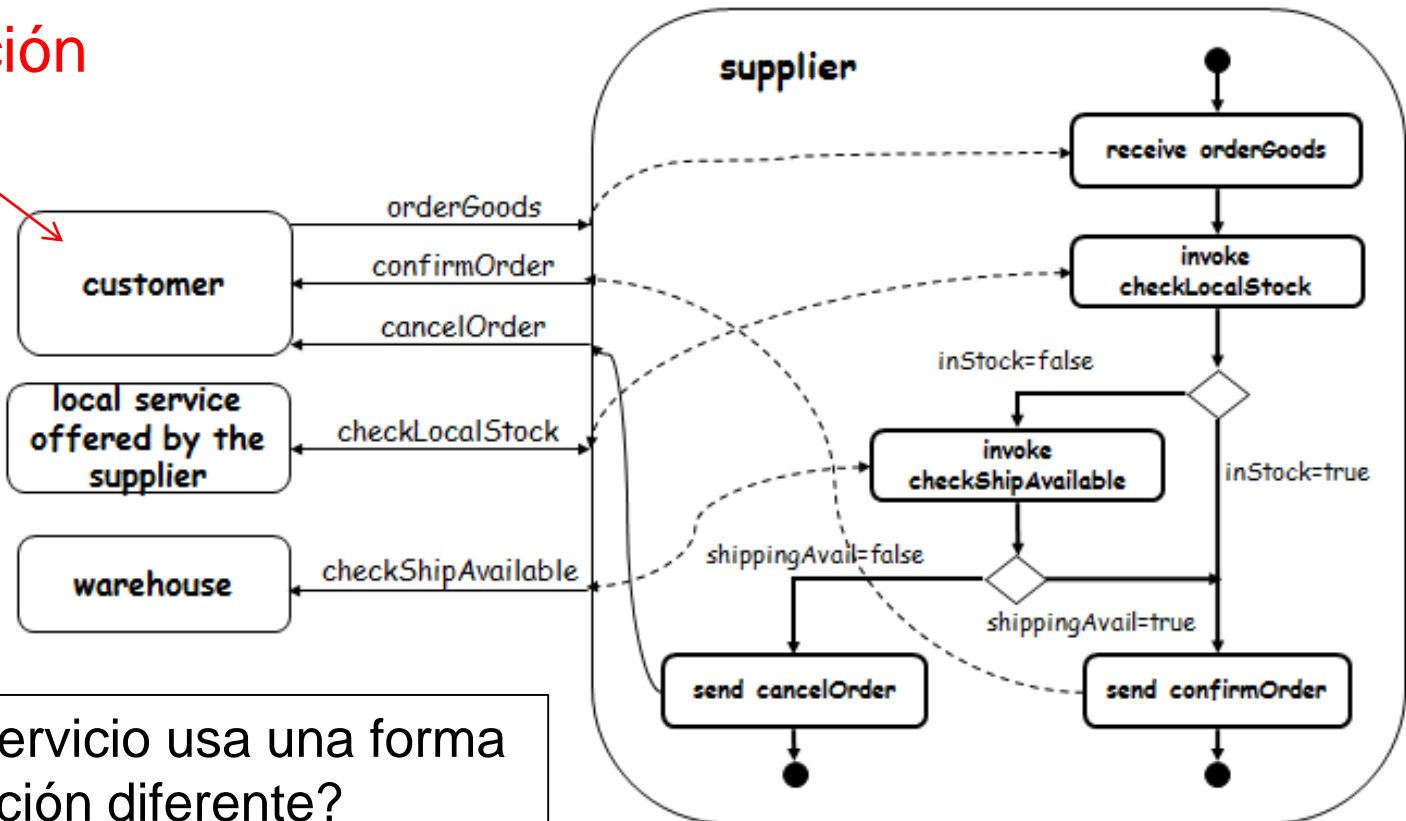 ción
supplier
receive orderGoods
orderGoods
invoke
checkLocalStock
confirmOrder
customer
cancelOrder
inStock=false
local service
offered by the
supplier
checkLocalStock
invoke
checkShipAvailable
inStock=true
shippingAvail=false
checkShipAvailable
warehouse
shippingAvail=true
send cancelOrder
send confirmOrder
ervicio usa una forma
ción diferente?